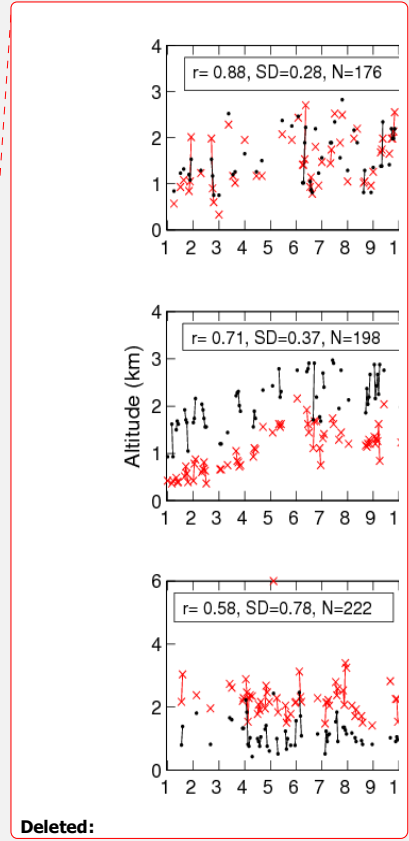 4
r= 0.88, SD=0.28, N=176
3
2
1
0
1 2 3 4 5 6 7 8 9 1
4
r= 0.71, SD=0.37, N=198
3
Altitude (km)
2
1
0
1 2 3 4 5 6 7 8 9 1
6
r= 0.58, SD=0.78, N=222
4
2
0
1 2 3 4 5 6 7 8 9 1
Deleted: